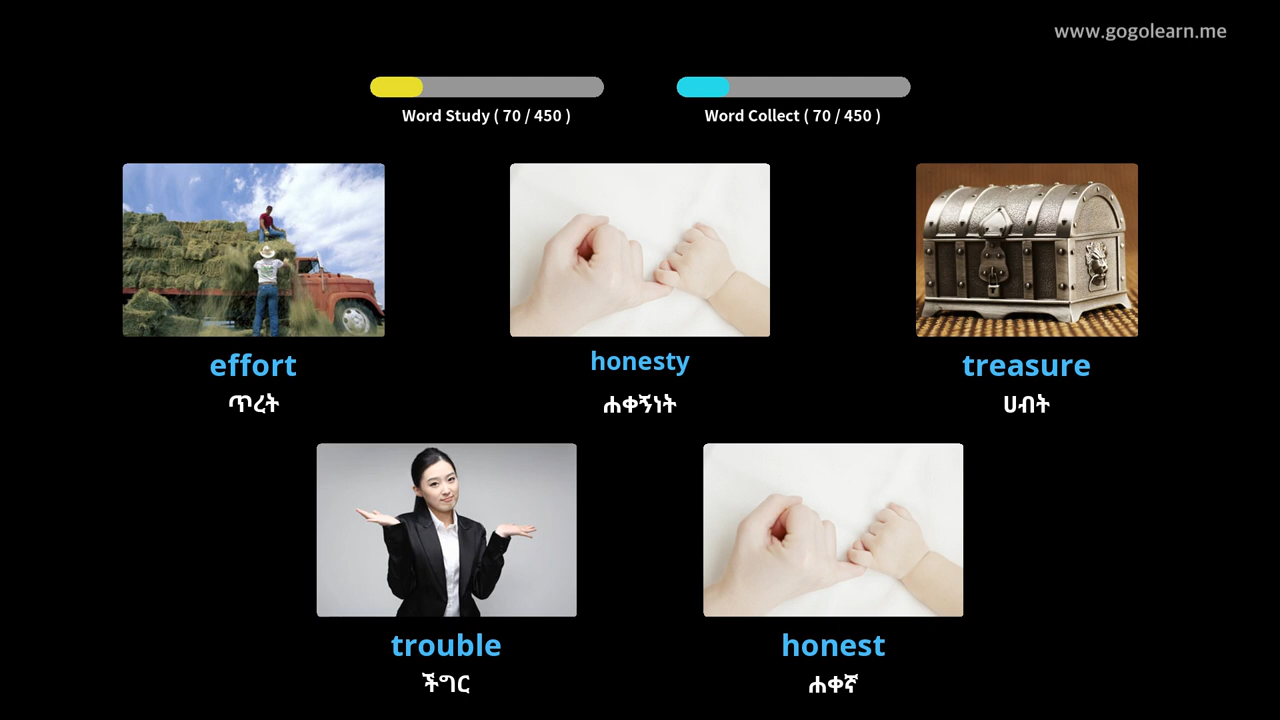 www.gogolearn.me
Word Study ( 70 / 450 )
Word Collect ( 70 / 450 )
effort
ጥረት
honesty
ሐቀኝነት
treasure
ሀብት
trouble
ችግር
honest
ሐቀኛ